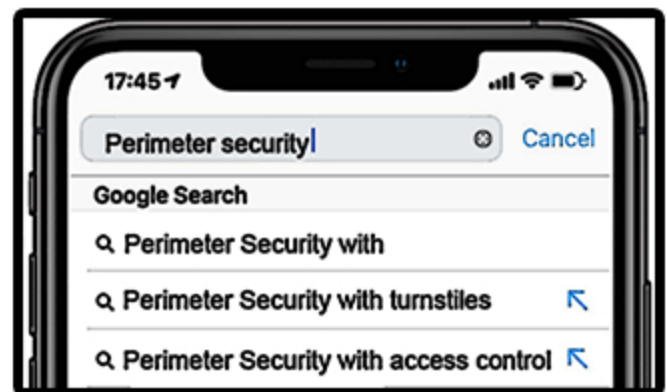 17:45
Perimeter security
Cancel
Google Search
Perimeter Security with
Perimeter Security with turnstiles
Perimeter Security with access control